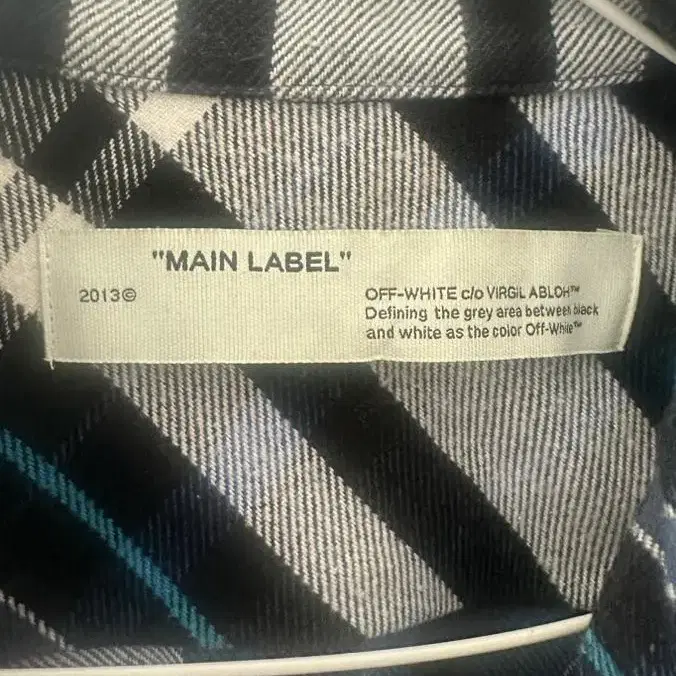 "MAIN LABEL"
2013©
OFF-WHITE c/o VIRGIL ABLOH™
Defining the grey area between black
and white as the color Off-White™